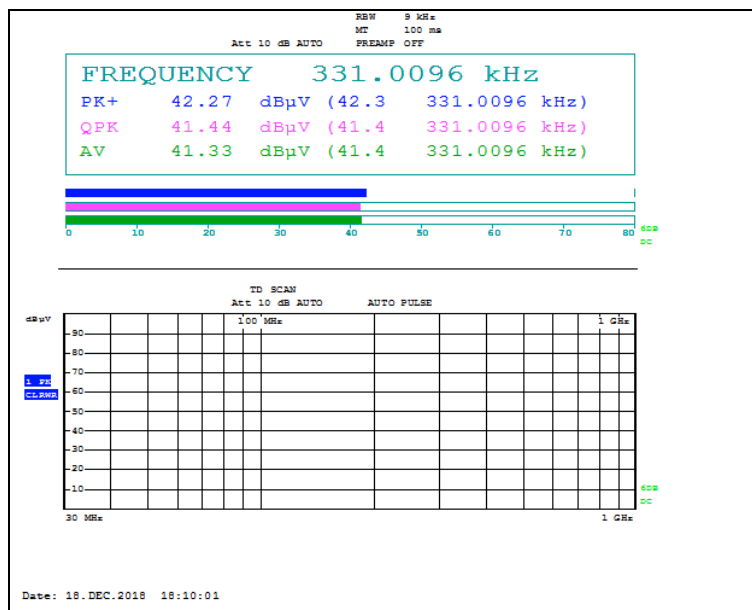 RBW 9 kHz
MT 100 ms
Att 10 dB AUTO PREAMP OFF
FREQUENCY 331.0096 kHz
PK+ 42.27 dBµV (42.3 331.0096 kHz)
QPK 41.44 dBµV (41.4 331.0096 kHz)
AV 41.33 dBµV (41.4 331.0096 kHz)
0 10 20 30 40 50 60 70 80
6DB
DC
TD SCAN
Att 10 dB AUTO AUTO PULSE
dBµV
100 MHz 1 GHz
90
80
70
1 PK
60
CLRWR
50
40
30
20
10
6DB
DC
30 MHz 1 GHz
Date: 18.DEC.2018 18:10:01